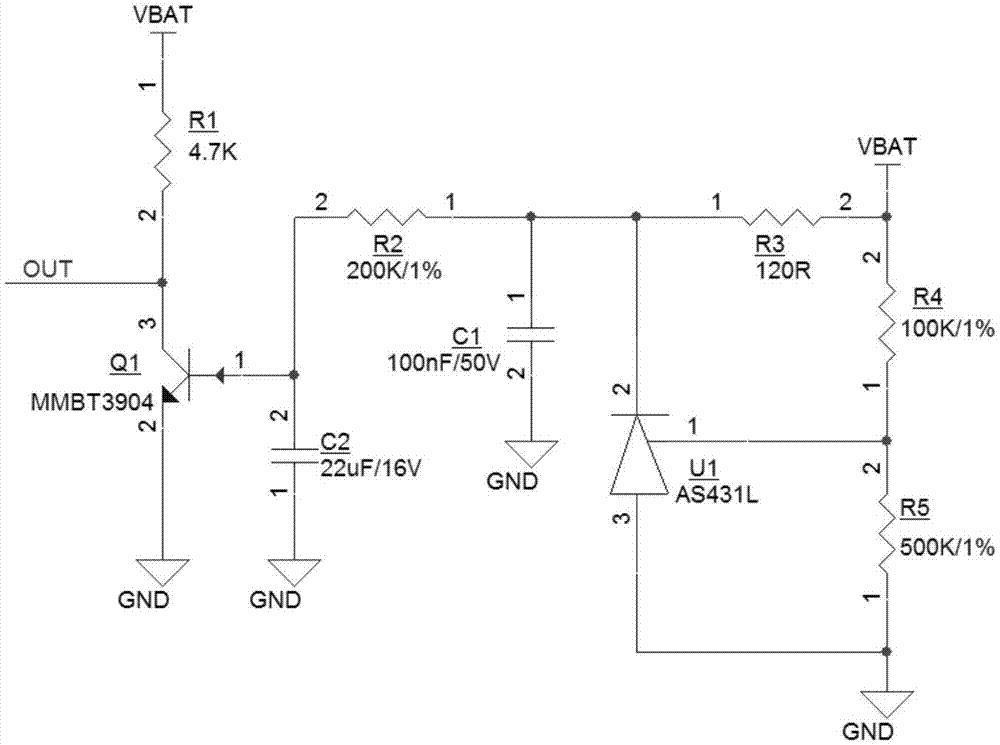 VBAT
1
R1
4.7K
2
OUT
3
Q1
MMBT3904
1
2
GND
2
R2
200K/1%
1
2
C2
22uF/16V
1
GND
1
C1
100nF/50V
2
GND
1
R3
120R
2
VBAT
2
R4
100K/1%
1
2
1
U1
AS431L
3
2
R5
500K/1%
1
GND